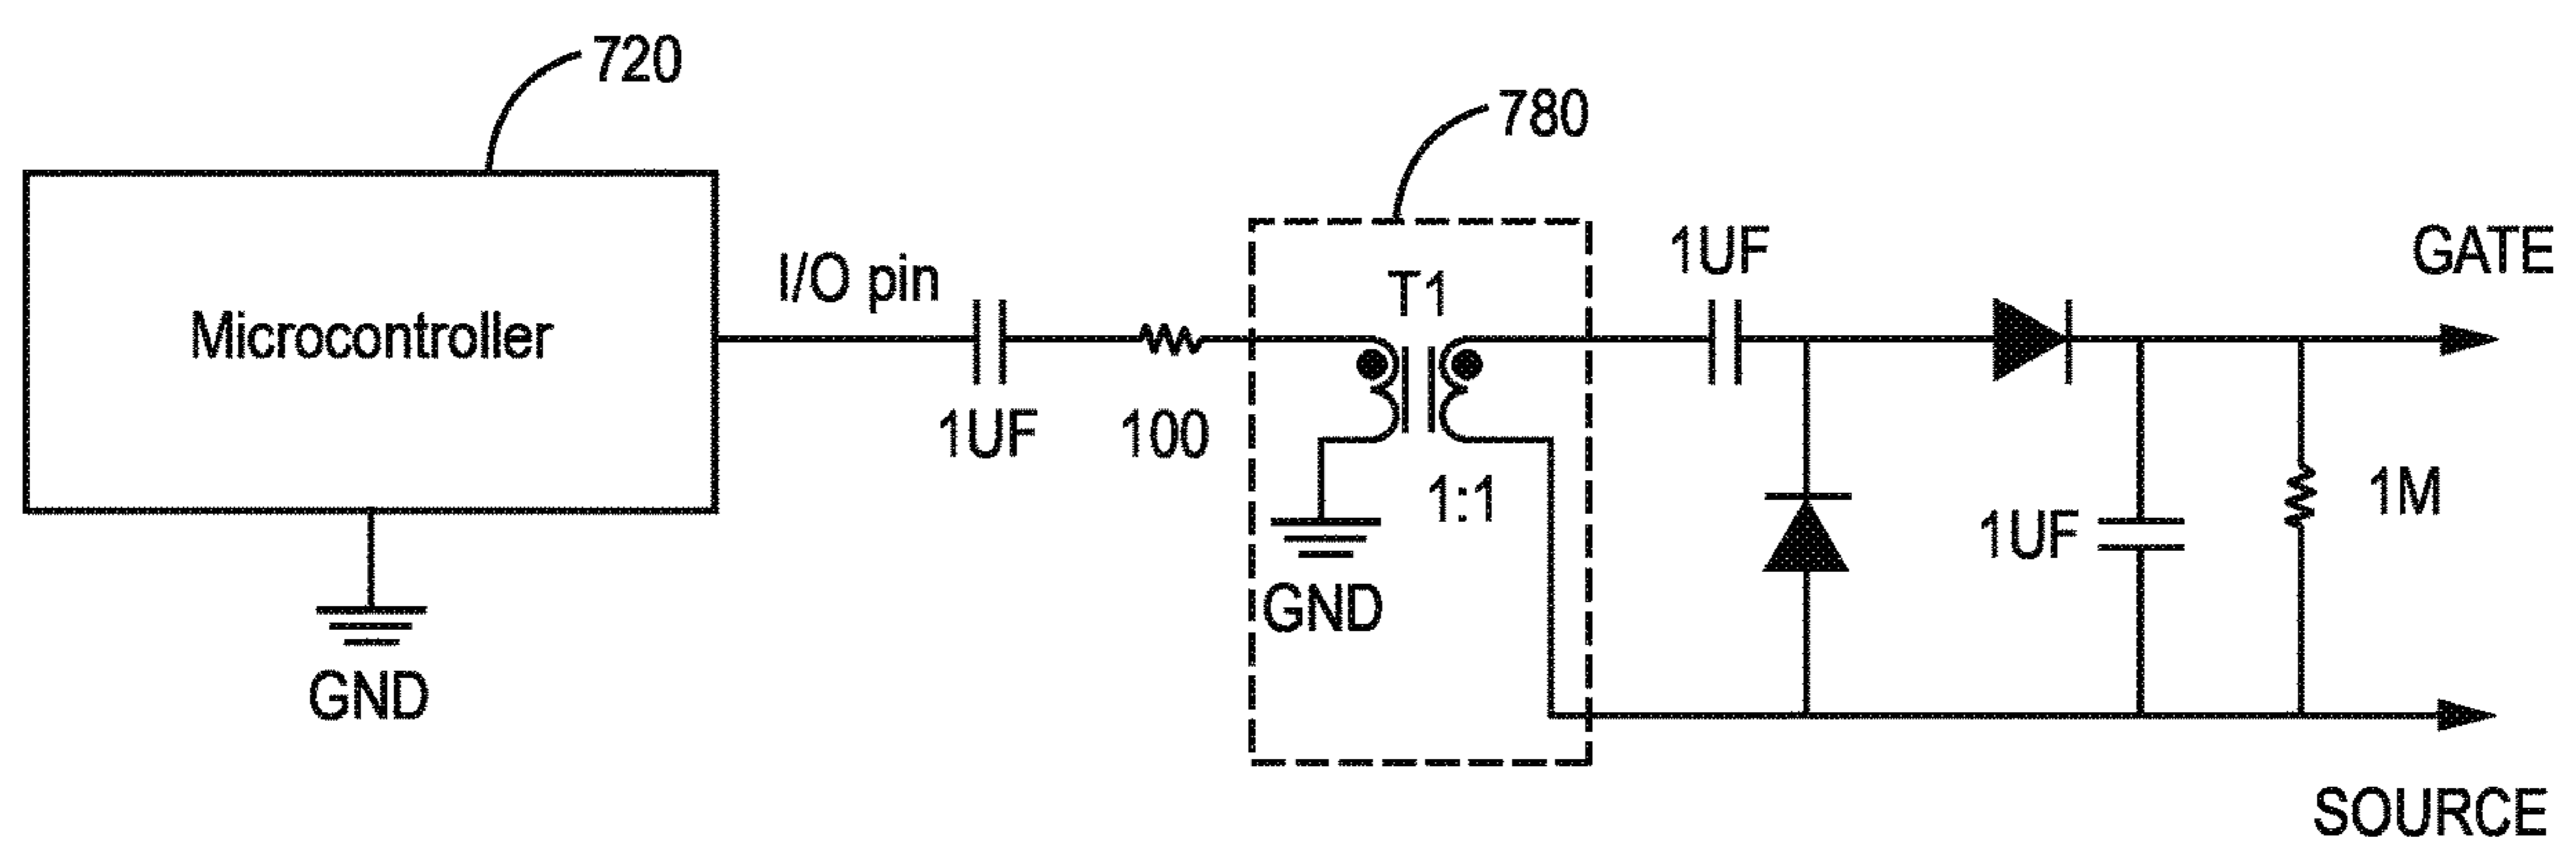 720
780
I/O pin
1UF
GATE
T1
Microcontroller
1UF
100
1:1
1UF
1M
GND
GND
SOURCE